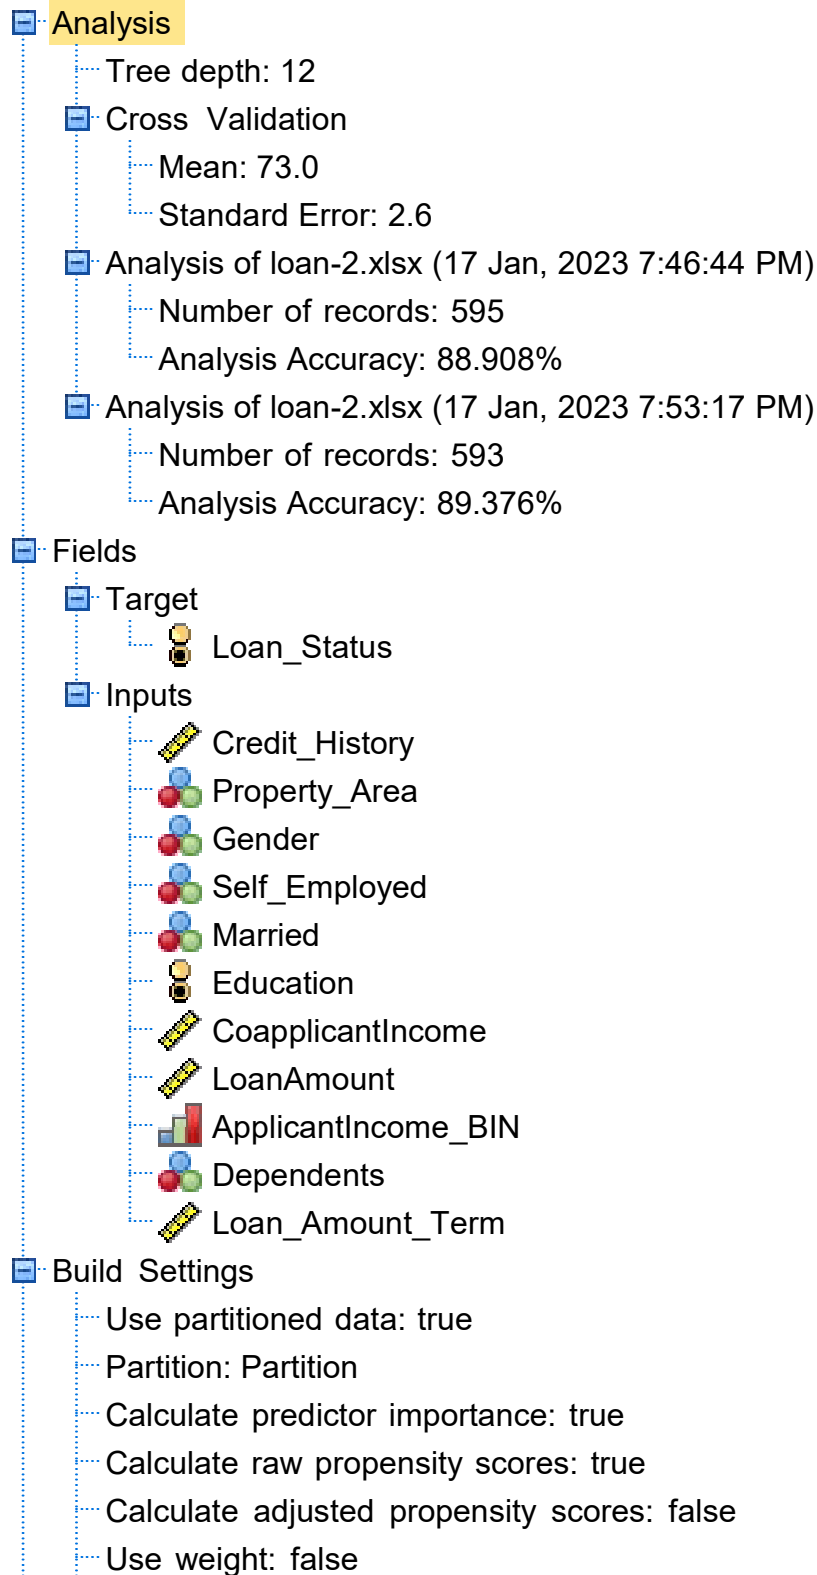 Analysis
Tree depth: 12
Cross Validation
Mean: 73.0
Standard Error: 2.6
Analysis of loan-2.xlsx (17 Jan, 2023 7:46:44 PM)
Number of records: 595
Analysis Accuracy: 88.908%
Analysis of loan-2.xlsx (17 Jan, 2023 7:53:17 PM)
Number of records: 593
Analysis Accuracy: 89.376%
Fields
Target
Loan_Status
Inputs
Credit_History
Property_Area
Gender
Self_Employed
Married
Education
CoapplicantIncome
LoanAmount
ApplicantIncome_BIN
Dependents
Loan_Amount_Term
Build Settings
Use partitioned data: true
Partition: Partition
Calculate predictor importance: true
Calculate raw propensity scores: true
Calculate adjusted propensity scores: false
Use weight: false